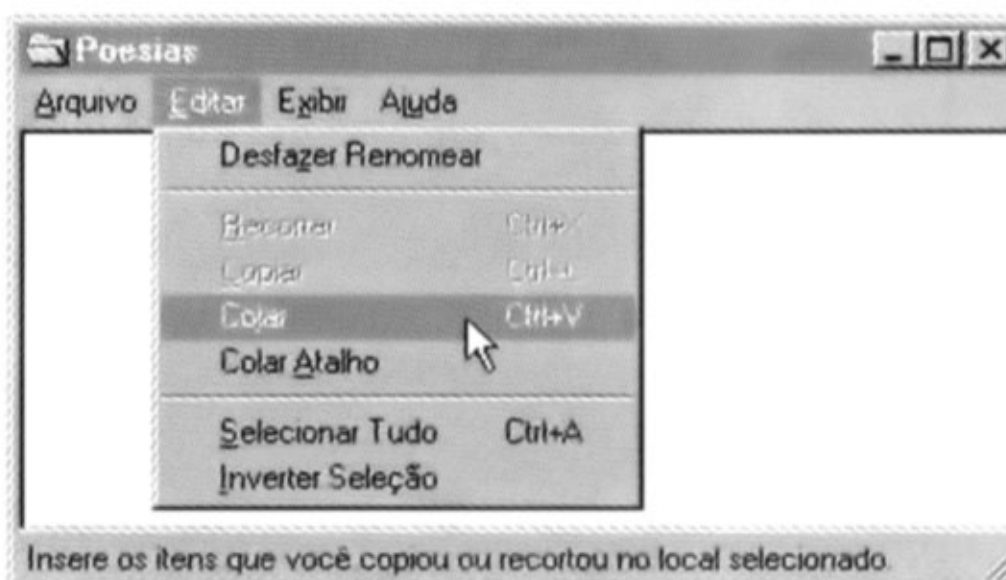 Poesias
Arquivo Editar Exibir Ajuda
Desfazer Renomear
Recortar Ctrl+X
Copiar Ctrl+C
Colar Ctrl+V
Colar Atalho
Selecionar Tudo Ctrl+A
Inverter Seleção
Insere os itens que você copiou ou recortou no local selecionado.